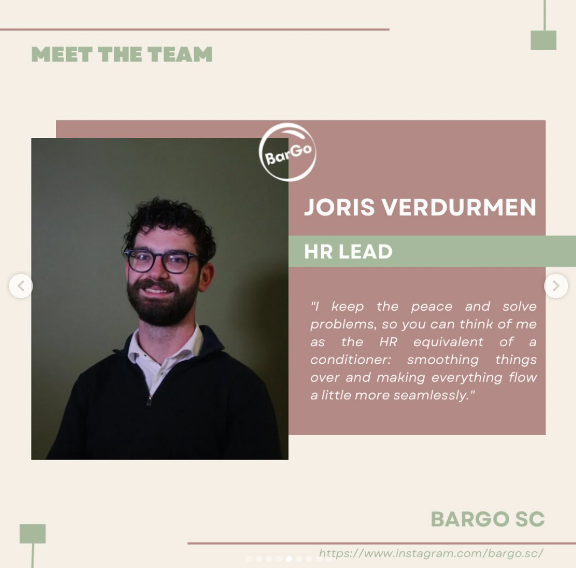 MEET THE TEAM
BarGo
JORIS VERDURMEN
HR LEAD
"I keep the peace and solve
problems, so you can think of me
as the HR equivalent of a
conditioner: smoothing things
over and making everything flow
a little more seamlessly."
BARGO SC
https://www.instagram.com/bargo.sc/